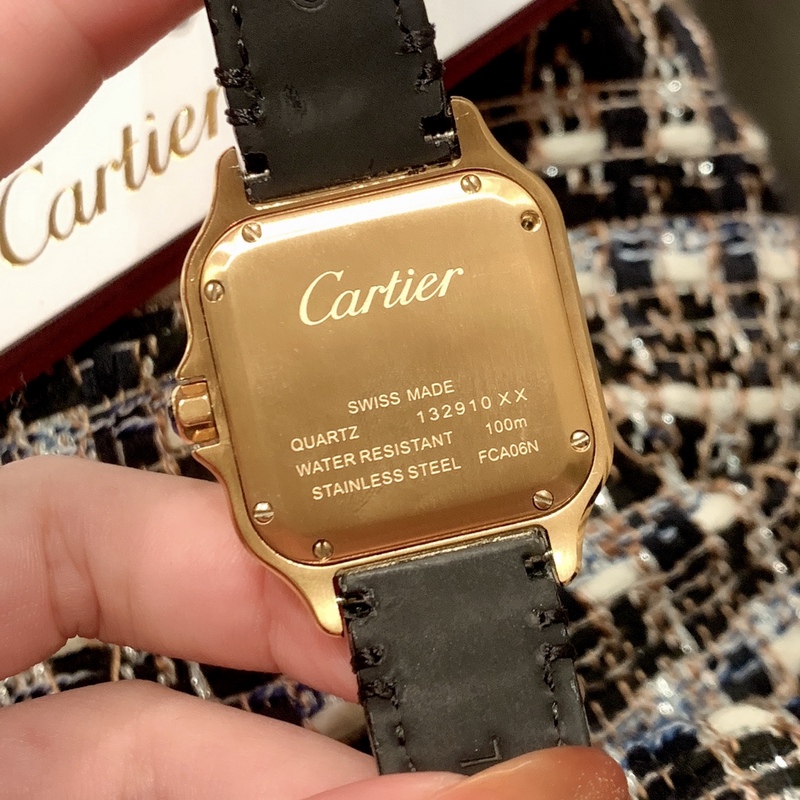 Cartier
Cartier
SWISS MADE
QUARTZ 132910 XX
WATER RESISTANT 100m
STAINLESS STEEL FCA06N
L